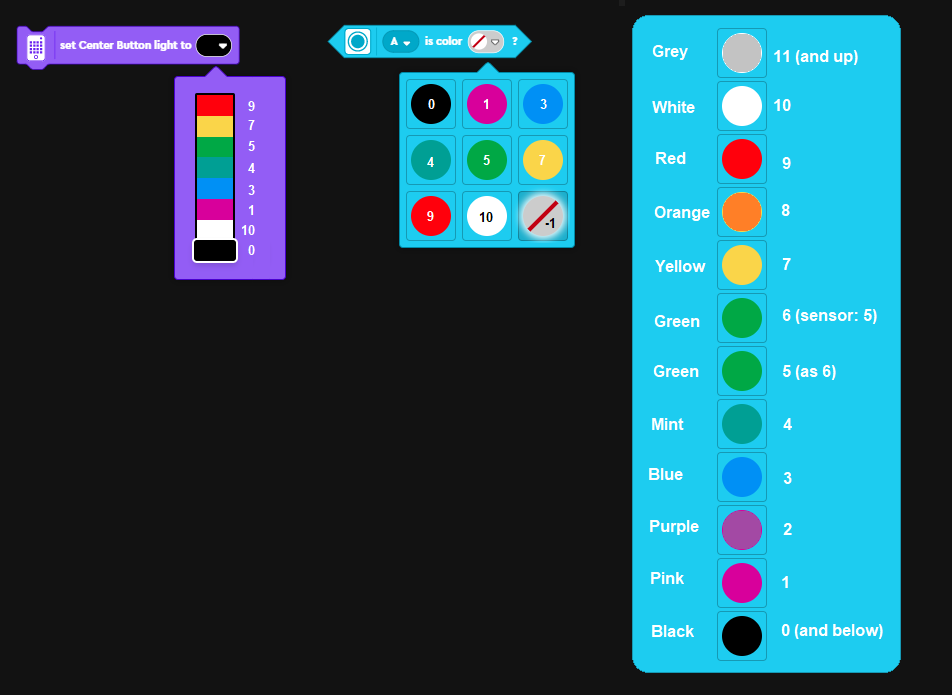 set Center Button light to
9
7
5
4
3
1
10
0
A is color ?
0 1 3
4 5 7
9 10 -1
Grey 11 (and up)
White 10
Red 9
Orange 8
Yellow 7
Green 6 (sensor: 5)
Green 5 (as 6)
Mint 4
Blue 3
Purple 2
Pink 1
Black 0 (and below)